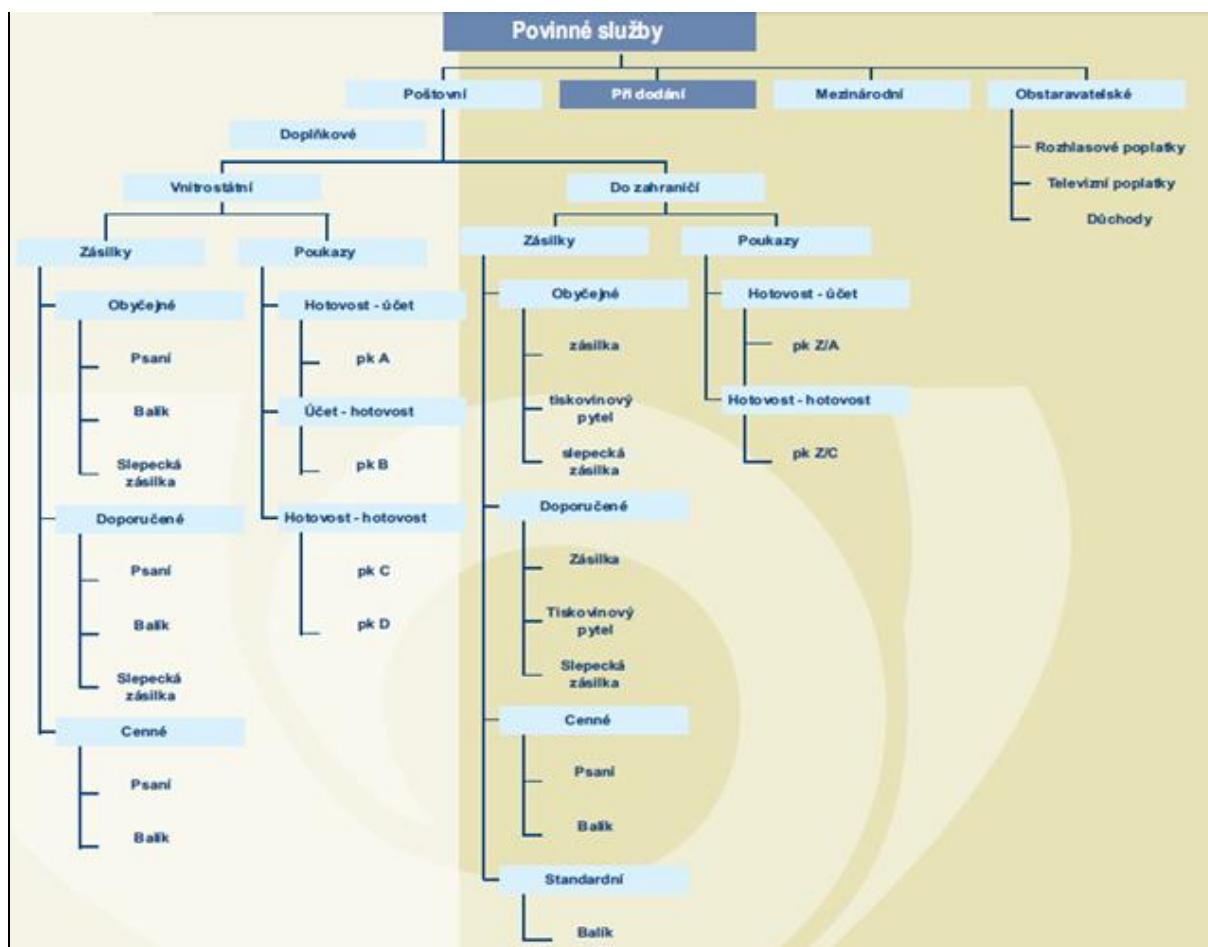 Povinné služby
Poštovní
Při dodání
Mezinárodní
Obstaravatelské
Doplňkové
Rozhlasové poplatky
Televizní poplatky
Důchody
Vnitrostátní
Do zahraničí
Zásilky
Poukazy
Zásilky
Poukazy
Obyčejné
Psaní
Balík
Slepecká
zásilka
Doporučené
Psaní
Balík
Slepecká
zásilka
Cenné
Psaní
Balík
Hotovost - účet
pk A
Účet - hotovost
pk B
Hotovost - hotovost
pk C
pk D
Obyčejné
zásilka
tiskovinový
pytel
slepecká
zásilka
Doporučené
Zásilka
Tiskovinový
pytel
Slepecká
zásilka
Cenné
Psaní
Balík
Standardní
Balík
Hotovost - účet
pk Z/A
Hotovost - hotovost
pk Z/C